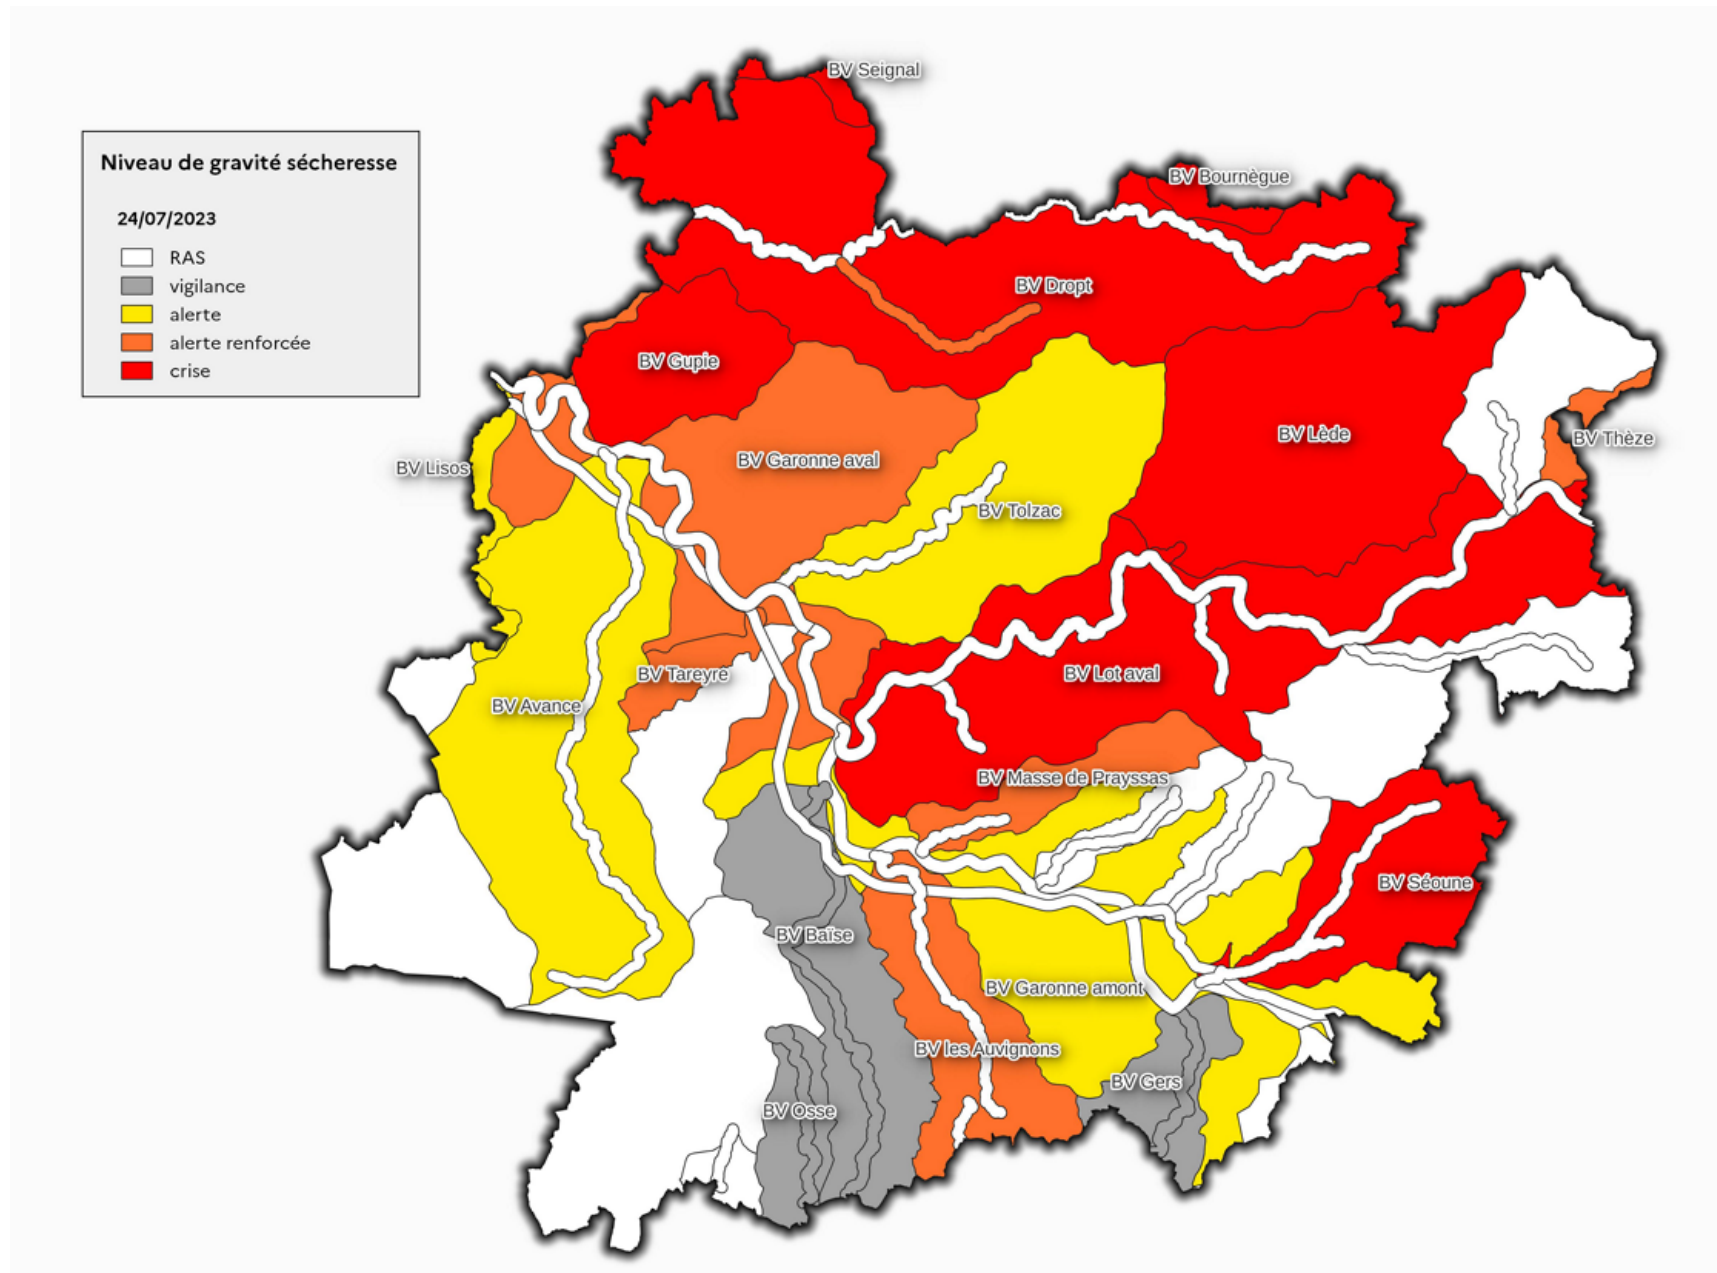 Niveau de gravité sécheresse
24/07/2023
RAS
vigilance
alerte
alerte renforcée
crise
BV Seignal
BV Bournègue
BV Dropt
BV Gupie
BV Lède
BV Thèze
BV Garonne aval
BV Lisos
BV Tolzac
BV Tareyre
BV Lot aval
BV Avance
BV Masse de Prayssas
BV Séoune
BV Baïse
BV Garonne amont
BV les Auvignons
BV Gers
BV Osse